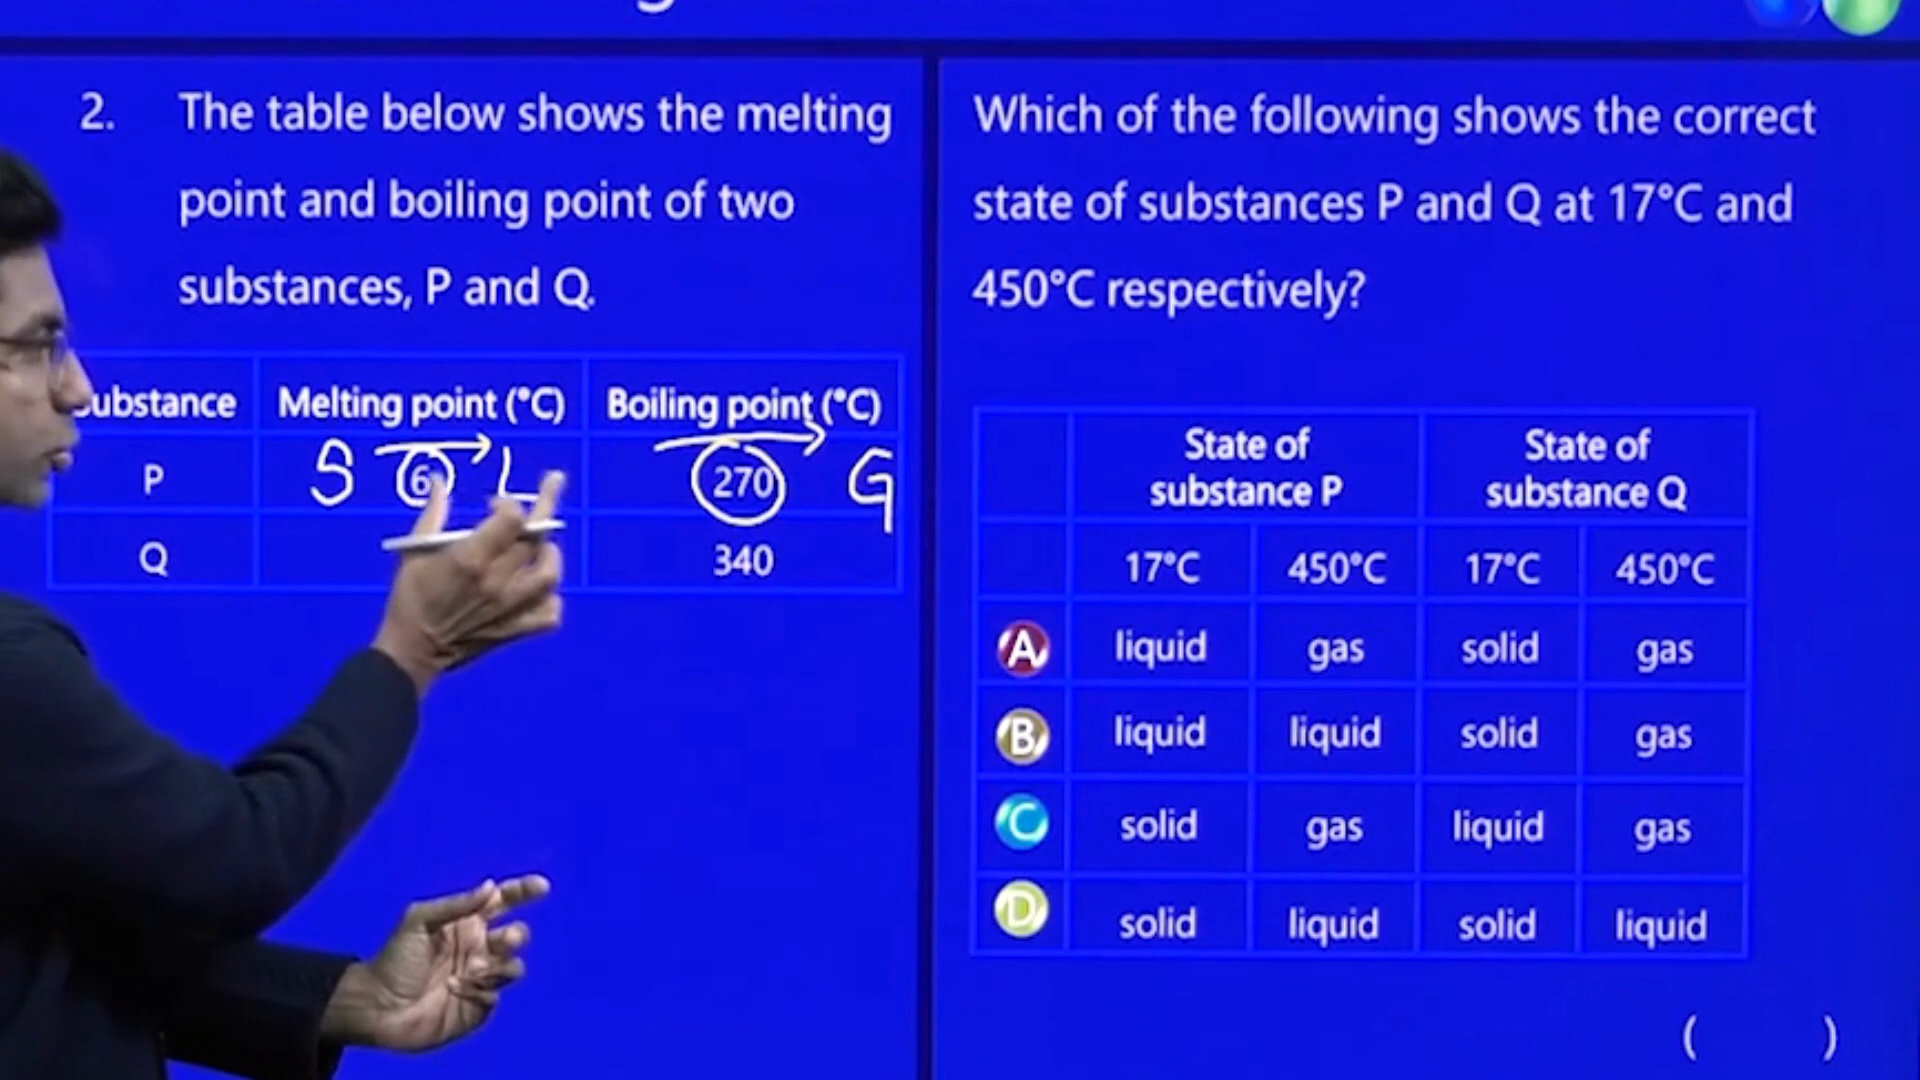 2. The table below shows the melting
point and boiling point of two
substances, P and Q.
ubstance Melting point (°C) Boiling point (°C)
P S 6 L 270 G
Q 340
Which of the following shows the correct
state of substances P and Q at 17°C and
450°C respectively?
State of substance P State of substance Q
17°C 450°C 17°C 450°C
A liquid gas solid gas
B liquid liquid solid gas
C solid gas liquid gas
D solid liquid solid liquid
( )